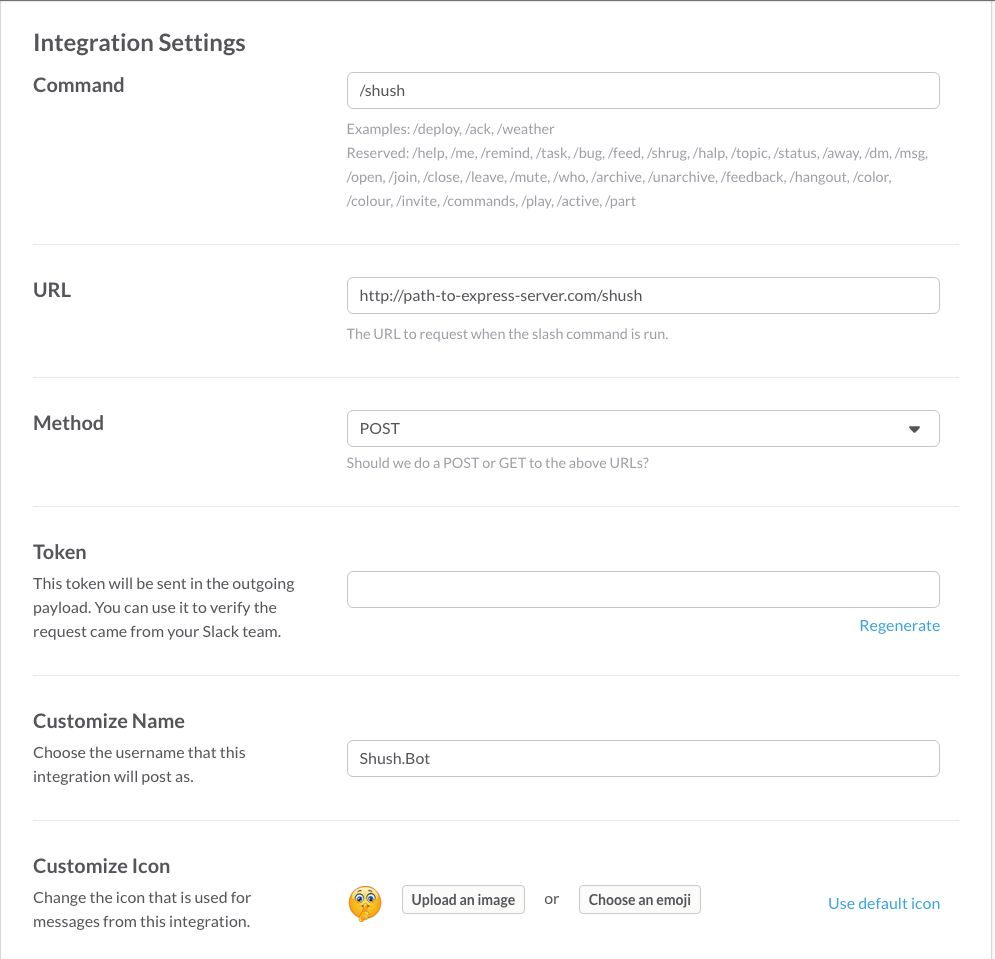 Integration Settings
Command
/shush
Examples: /deploy, /ack, /weather
Reserved: /help, /me, /remind, /task, /bug, /feed, /shrug, /halp, /topic, /status, /away, /dm, /msg,
/open, /join, /close, /leave, /mute, /who, /archive, /unarchive, /feedback, /hangout, /color,
/colour, /invite, /commands, /play, /active, /part
URL
http://path-to-express-server.com/shush
The URL to request when the slash command is run.
Method
POST
Should we do a POST or GET to the above URLs?
Token
This token will be sent in the outgoing
payload. You can use it to verify the
request came from your Slack team.
Regenerate
Customize Name
Choose the username that this
integration will post as.
Shush.Bot
Customize Icon
Change the icon that is used for
messages from this integration.
Upload an image or Choose an emoji
Use default icon